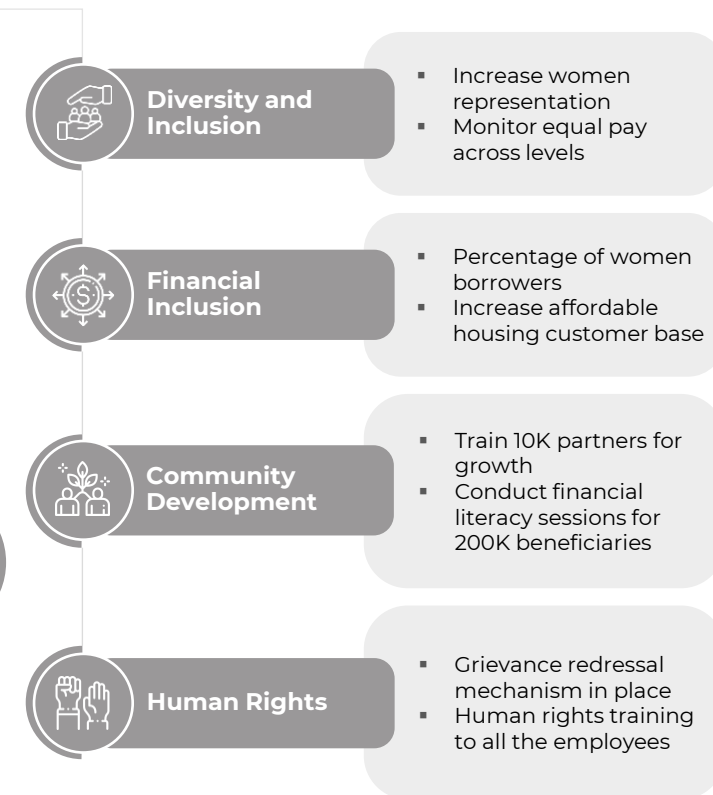 Diversity and
Inclusion
▪ Increase women
representation
▪ Monitor equal pay
across levels
Financial
Inclusion
$
▪ Percentage of women
borrowers
▪ Increase affordable
housing customer base
Community
Development
▪ Train 10K partners for
growth
▪ Conduct financial
literacy sessions for
200K beneficiaries
Human Rights
▪ Grievance redressal
mechanism in place
▪ Human rights training
to all the employees